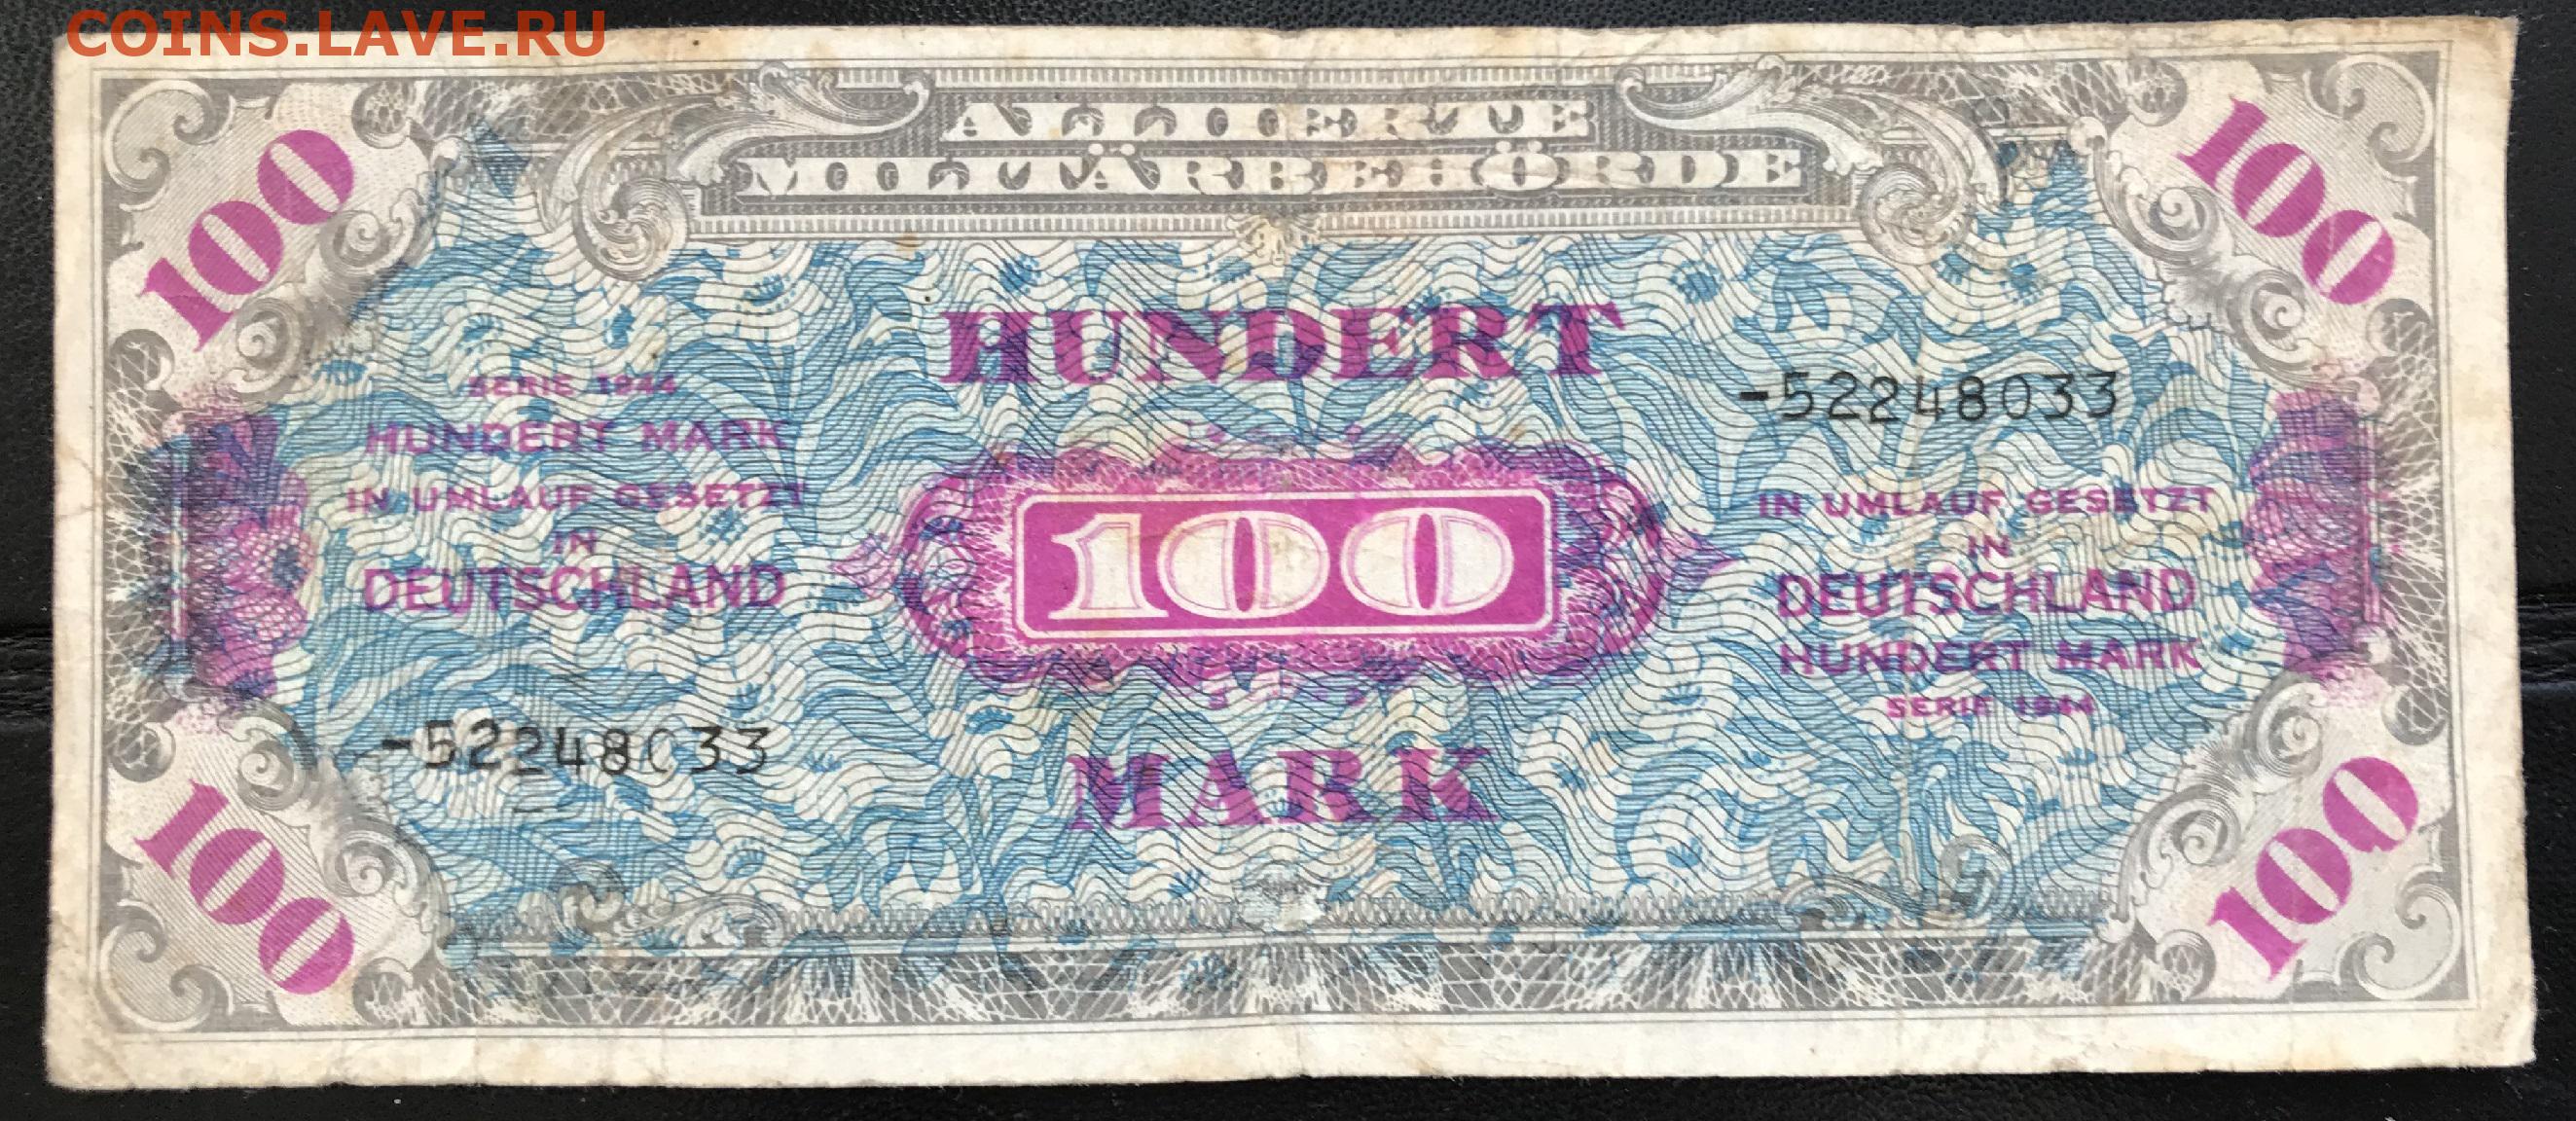 COINS.LAVE.RU
ALLIIERTE
MILITÄRBEHÖRDE
100
100
HUNDERT
SERIE 1944
HUNDERT MARK
IN UMLAUF GESETZT
IN
DEUTSCHLAND
-52248033
100
-52248033
IN UMLAUF GESETZT
IN
DEUTSCHLAND
HUNDERT MARK
SERIE 1944
MARK
100
100